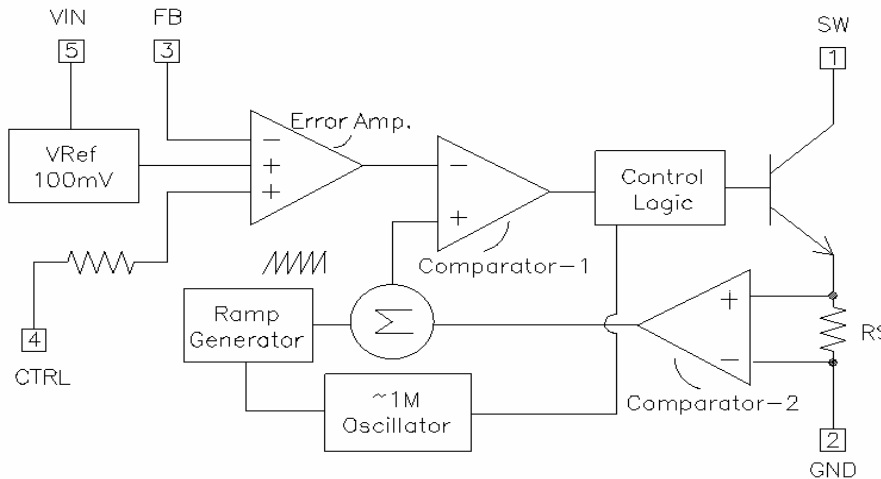 VIN
FB
SW
5
3
1
Error Amp.
VRef
100mV
−
+
+
−
+
Control
Logic
Comparator−1
Ramp
Generator
Σ
+
−
RS
4
CTRL
~1M
Oscillator
Comparator−2
2
GND